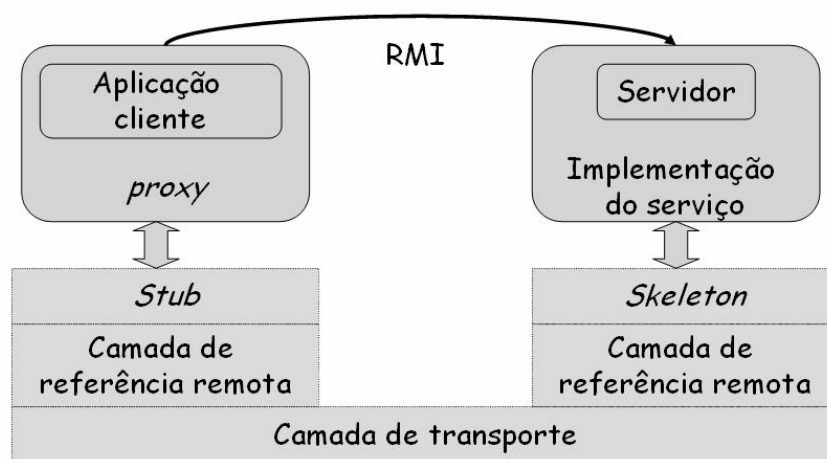 RMI
Aplicação
cliente
proxy
Servidor
Implementação
do serviço
Stub
Camada de
referência remota
Skeleton
Camada de
referência remota
Camada de transporte